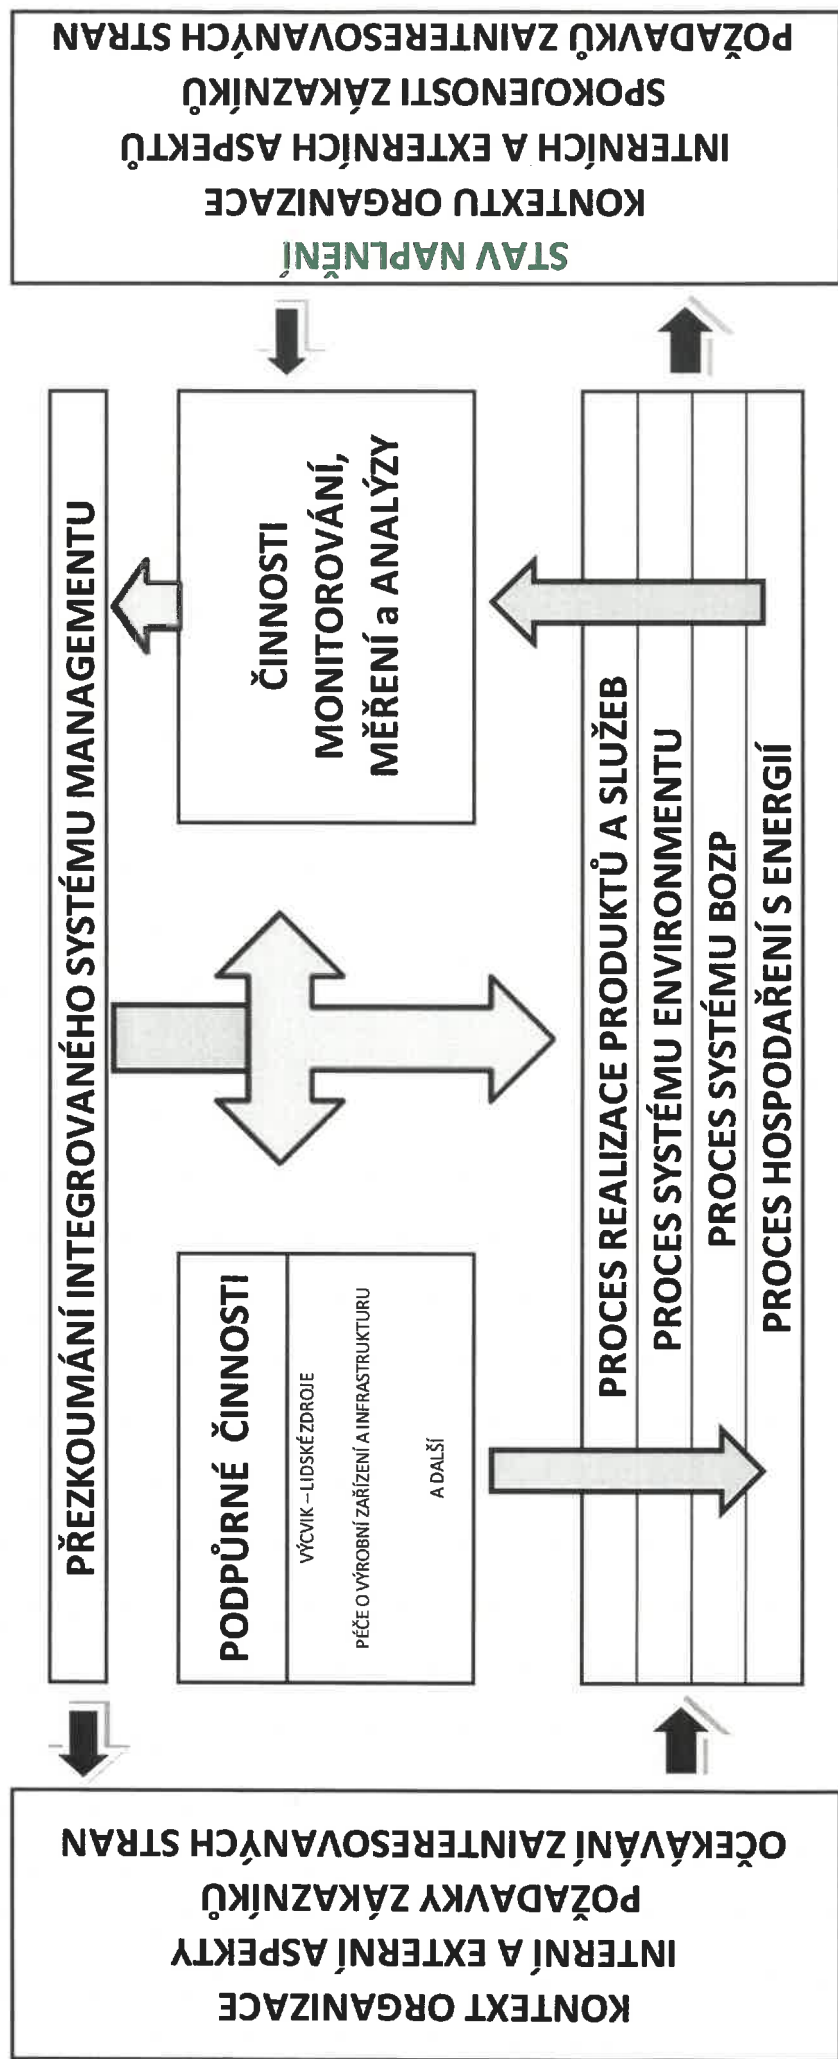 KONTEXT ORGANIZACE
INTERNÍ A EXTERNÍ ASPEKTY
POŽADAVKY ZÁKAZNÍKŮ
OČEKÁVÁNÍ ZAINTERESOVANÝCH STRAN
PŘEZKOUMÁNÍ INTEGROVANÉHO SYSTÉMU MANAGEMENTU
PODPŮRNÉ ČINNOSTI
VÝCVIK – LIDSKÉ ZDROJE
PÉČE O VÝROBNÍ ZAŘÍZENÍ A INFRASTRUKTURU
A DALŠÍ
ČINNOSTI
MONITOROVÁNÍ,
MĚŘENÍ a ANALÝZY
PROCES REALIZACE PRODUKTŮ A SLUŽEB
PROCES SYSTÉMU ENVIRONMENTU
PROCES SYSTÉMU BOZP
PROCES HOSPODAŘENÍ S ENERGIÍ
STAV NAPLNĚNÍ
KONTEXTU ORGANIZACE
INTERNÍCH A EXTERNÍCH ASPEKTŮ
SPOKOJENOSTI ZÁKAZNÍKŮ
POŽADAVKŮ ZAINTERESOVANÝCH STRAN